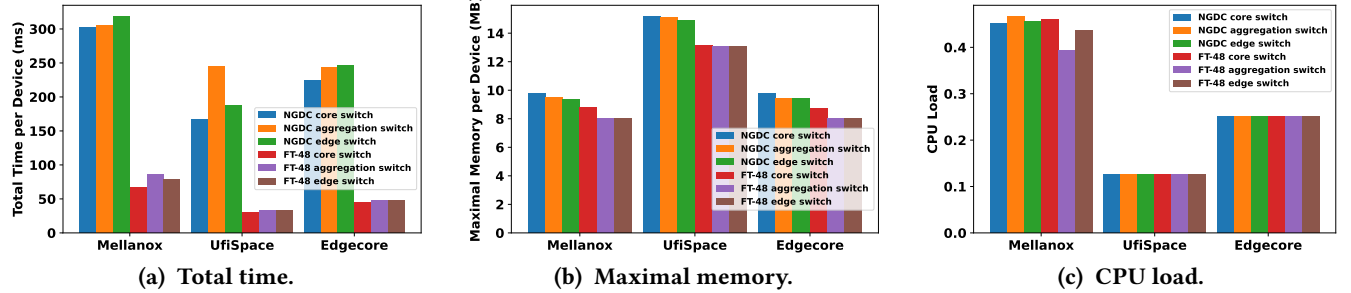 Total Time per Device (ms)
300
250
200
150
100
50
0
NGDC core switch
NGDC aggregation switch
NGDC edge switch
FT-48 core switch
FT-48 aggregation switch
FT-48 edge switch
Mellanox UfiSpace Edgecore
(a) Total time.
Maximal Memory per Device (MB)
14
12
10
8
6
4
2
0
NGDC core switch
NGDC aggregation switch
NGDC edge switch
FT-48 core switch
FT-48 aggregation switch
FT-48 edge switch
Mellanox UfiSpace Edgecore
(b) Maximal memory.
CPU Load
0.4
0.3
0.2
0.1
0.0
NGDC core switch
NGDC aggregation switch
NGDC edge switch
FT-48 core switch
FT-48 aggregation switch
FT-48 edge switch
Mellanox UfiSpace Edgecore
(c) CPU load.